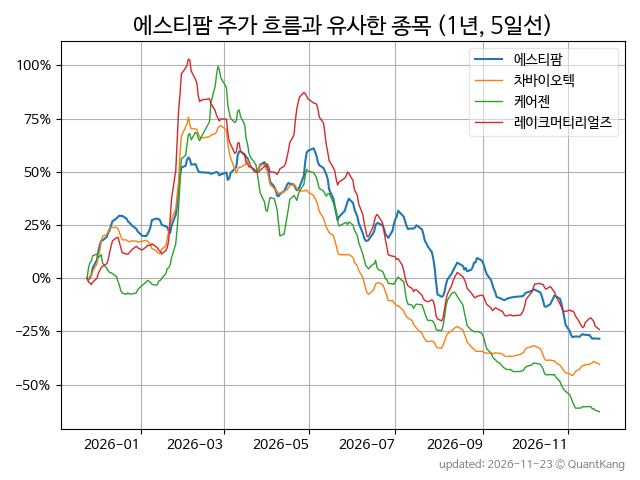 에스티팜 주가 흐름과 유사한 종목 (1년, 5일선)
에스티팜
차바이오텍
케어젠
레이크머티리얼즈
100%
75%
50%
25%
0%
−25%
−50%
2026-01 2026-03 2026-05 2026-07 2026-09 2026-11
updated: 2026-11-23 ⓒ QuantKang